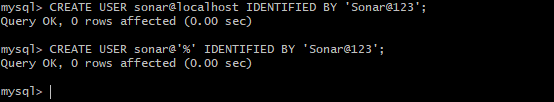 mysql> CREATE USER sonar@localhost IDENTIFIED BY 'Sonar@123';
Query OK, 0 rows affected (0.00 sec)
mysql> CREATE USER sonar@'%' IDENTIFIED BY 'Sonar@123';
Query OK, 0 rows affected (0.00 sec)
mysql>